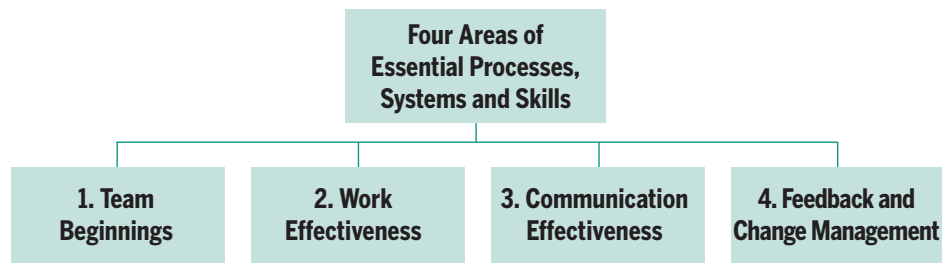 Four Areas of
Essential Processes,
Systems and Skills
1. Team
Beginnings
2. Work
Effectiveness
3. Communication
Effectiveness
4. Feedback and
Change Management